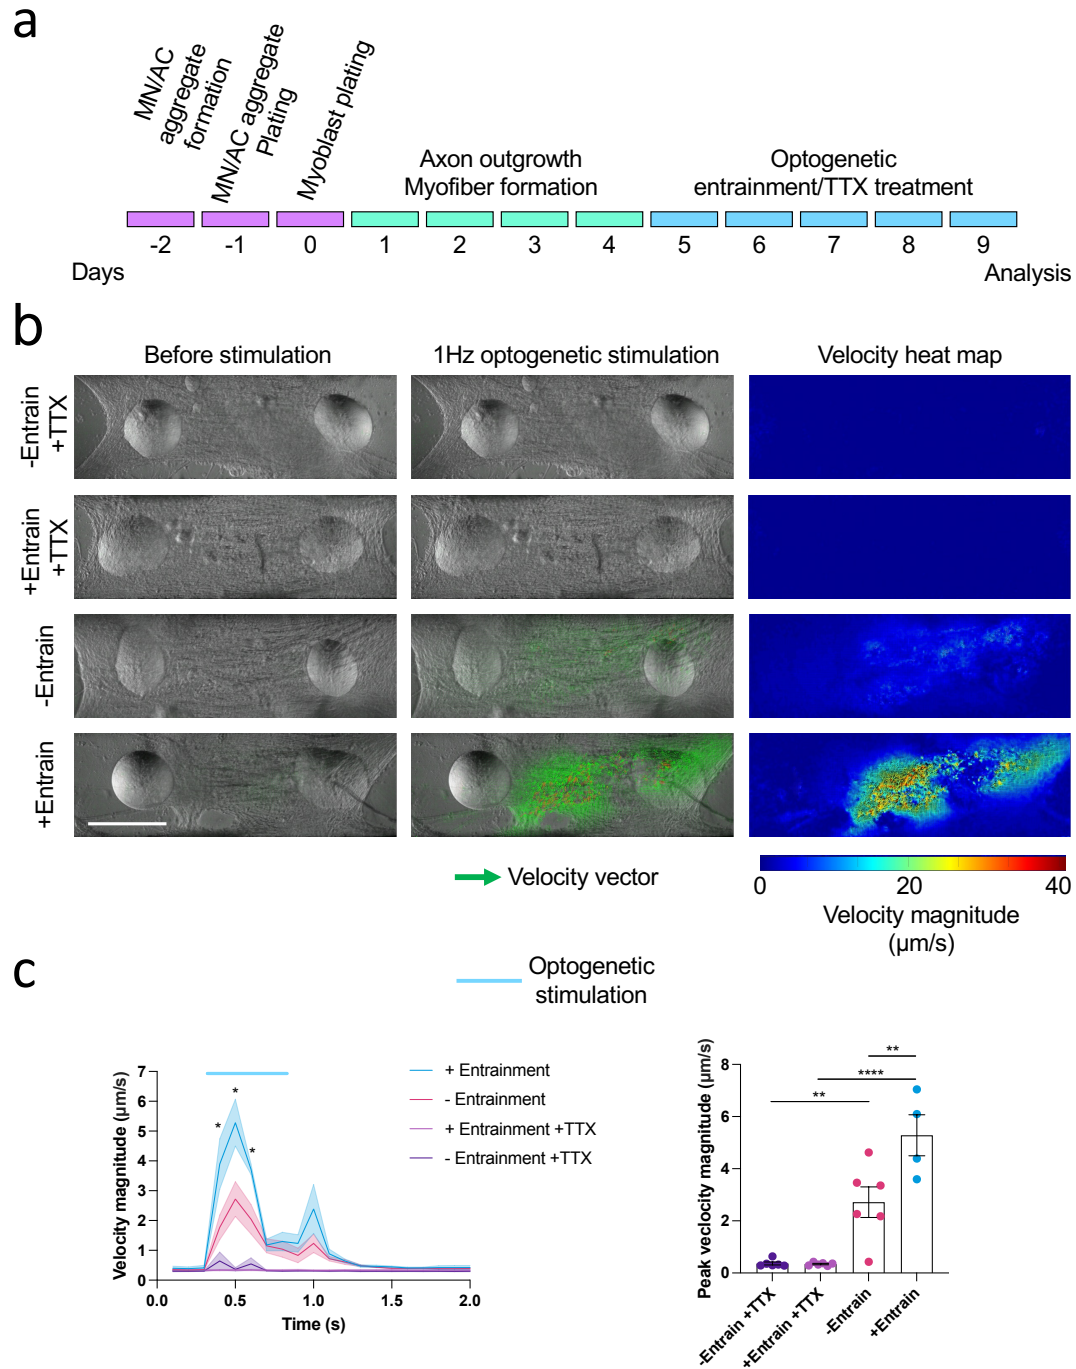 a
MN/AC
aggregate
formation
MN/AC aggregate
Plating
Myoblast plating
Axon outgrowth
Myofiber formation
Optogenetic
entrainment/TTX treatment
-2
-1
0
1
2
3
4
5
6
7
8
9
Days
Analysis
b
Before stimulation
1Hz optogenetic stimulation
Velocity heat map
-Entrain
+TTX
+Entrain
+TTX
-Entrain
+Entrain
Velocity vector
0
20
40
Velocity magnitude
(µm/s)
c
Optogenetic
stimulation
Velocity magnitude (µm/s)
7
6
5
4
3
2
1
0
*
*
*
0.0
0.5
1.0
1.5
2.0
Time (s)
+ Entrainment
- Entrainment
+ Entrainment +TTX
- Entrainment +TTX
Peak veclocity magnitude (µm/s)
8
6
4
2
0
**
****
**
-Entrain +TTX
+Entrain +TTX
-Entrain
+Entrain